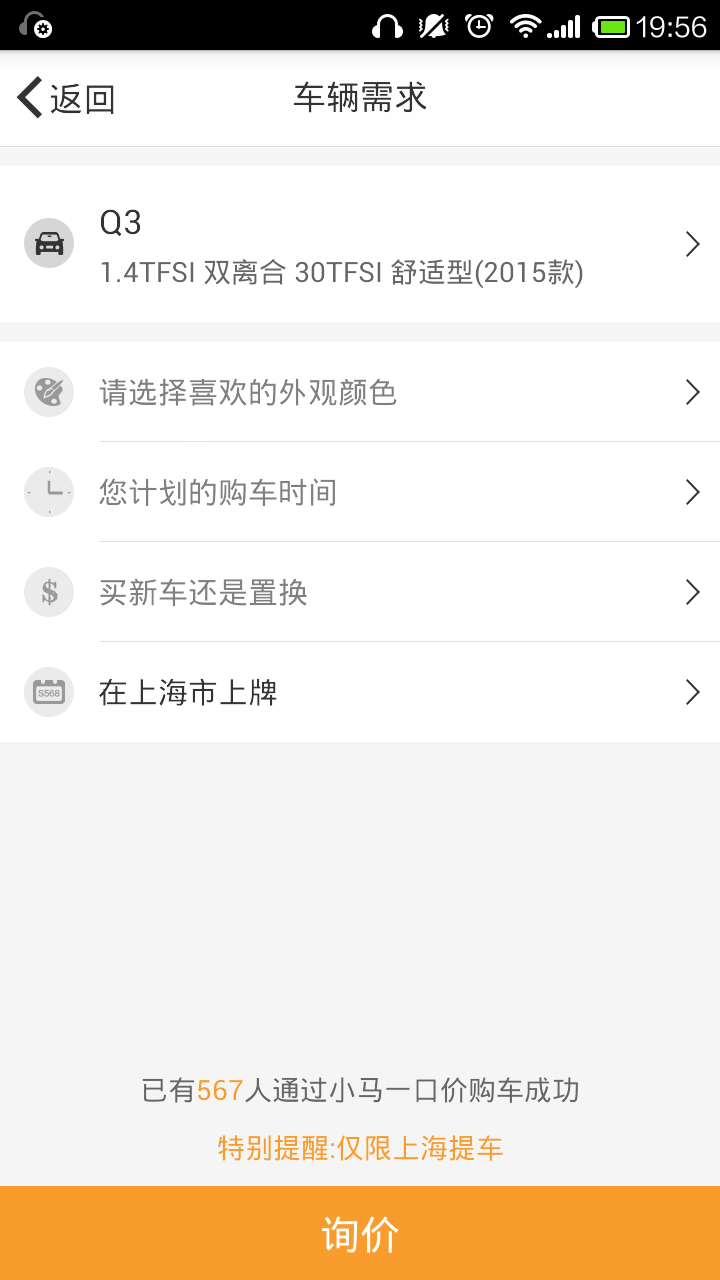 19:56
返回
车辆需求
Q3
1.4TFSI 双离合 30TFSI 舒适型(2015款)
请选择喜欢的外观颜色
您计划的购车时间
$
买新车还是置换
S568
在上海市上牌
已有567人通过小马一口价购车成功
特别提醒:仅限上海提车
询价